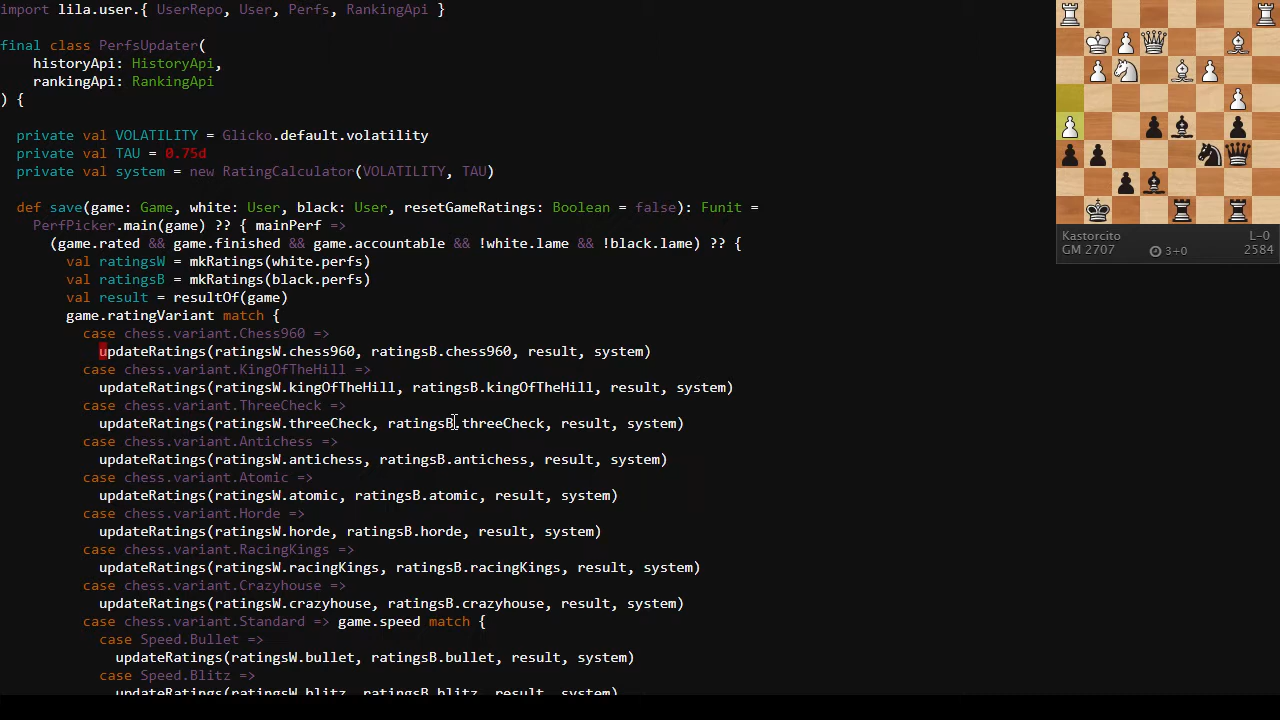 import lila.user.{ UserRepo, User, Perfs, RankingApi }
final class PerfsUpdater(
historyApi: HistoryApi,
rankingApi: RankingApi
) {
private val VOLATILITY = Glicko.default.volatility
private val TAU = 0.75d
private val system = new RatingCalculator(VOLATILITY, TAU)
def save(game: Game, white: User, black: User, resetGameRatings: Boolean = false): Funit =
PerfPicker.main(game) ?? { mainPerf =>
(game.rated && game.finished && game.accountable && !white.lame && !black.lame) ?? {
val ratingsW = mkRatings(white.perfs)
val ratingsB = mkRatings(black.perfs)
val result = resultOf(game)
game.ratingVariant match {
case chess.variant.Chess960 =>
updateRatings(ratingsW.chess960, ratingsB.chess960, result, system)
case chess.variant.KingOfTheHill =>
updateRatings(ratingsW.kingOfTheHill, ratingsB.kingOfTheHill, result, system)
case chess.variant.ThreeCheck =>
updateRatings(ratingsW.threeCheck, ratingsB.threeCheck, result, system)
case chess.variant.Antichess =>
updateRatings(ratingsW.antichess, ratingsB.antichess, result, system)
case chess.variant.Atomic =>
updateRatings(ratingsW.atomic, ratingsB.atomic, result, system)
case chess.variant.Horde =>
updateRatings(ratingsW.horde, ratingsB.horde, result, system)
case chess.variant.RacingKings =>
updateRatings(ratingsW.racingKings, ratingsB.racingKings, result, system)
case chess.variant.Crazyhouse =>
updateRatings(ratingsW.crazyhouse, ratingsB.crazyhouse, result, system)
case chess.variant.Standard => game.speed match {
case Speed.Bullet =>
updateRatings(ratingsW.bullet, ratingsB.bullet, result, system)
case Speed.Blitz =>
updateRatings(ratingsW.blitz, ratingsB.blitz, result, system)
Kastorcito L-0
GM 2707 3+0 2584